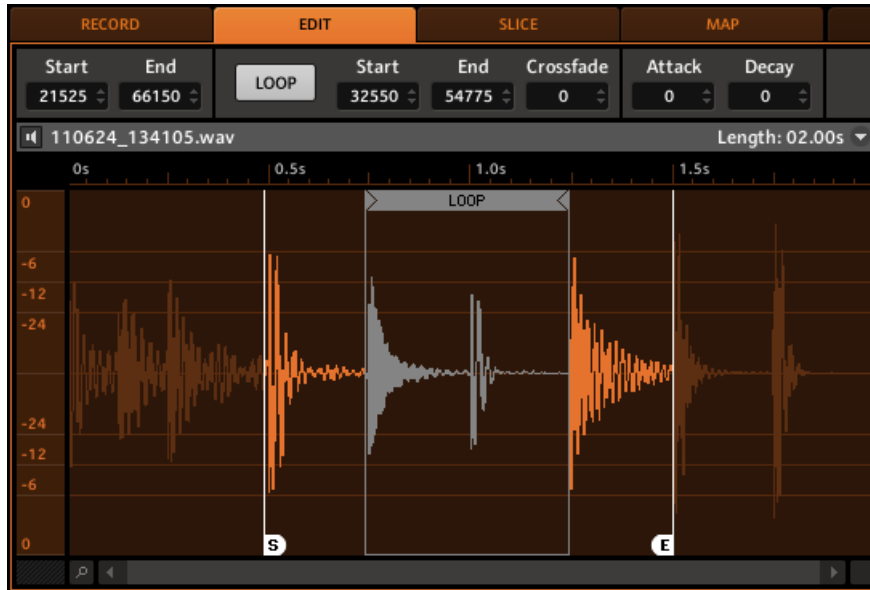 RECORD EDIT SLICE MAP
Start End LOOP Start End Crossfade Attack Decay
21525 66150 32550 54775 0 0 0
110624_134105.wav Length: 02.00s
0s 0.5s 1.0s 1.5s
0 LOOP
-6
-12
-24
-24
-12
-6
0 S E